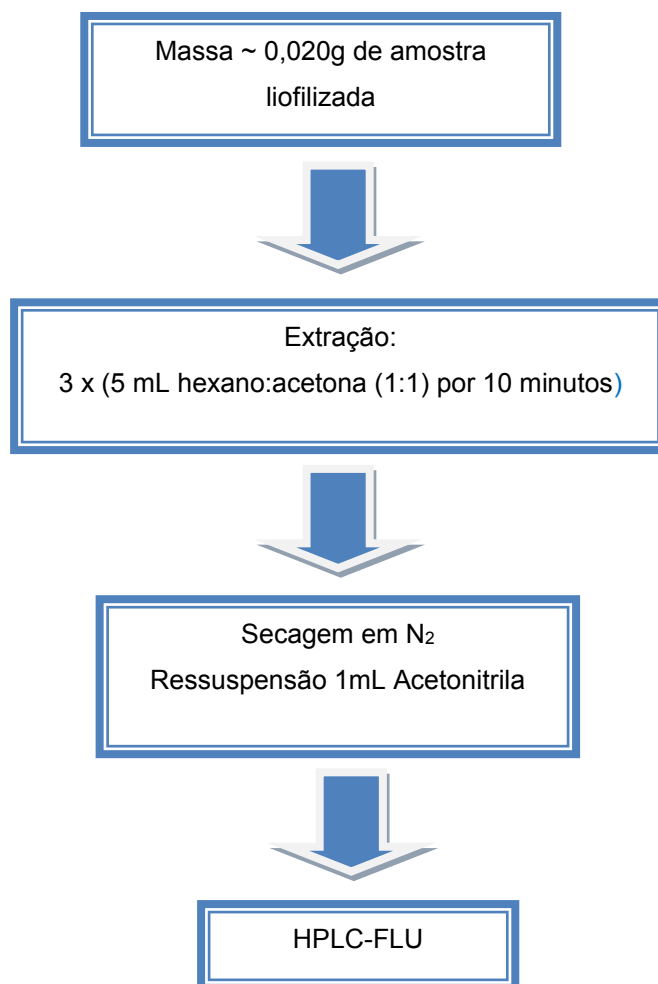 Massa ~ 0,020g de amostra
liofilizada
Extração:
3 x (5 mL hexano:acetona (1:1) por 10 minutos)
Secagem em N₂
Ressuspensão 1mL Acetonitrila
HPLC-FLU